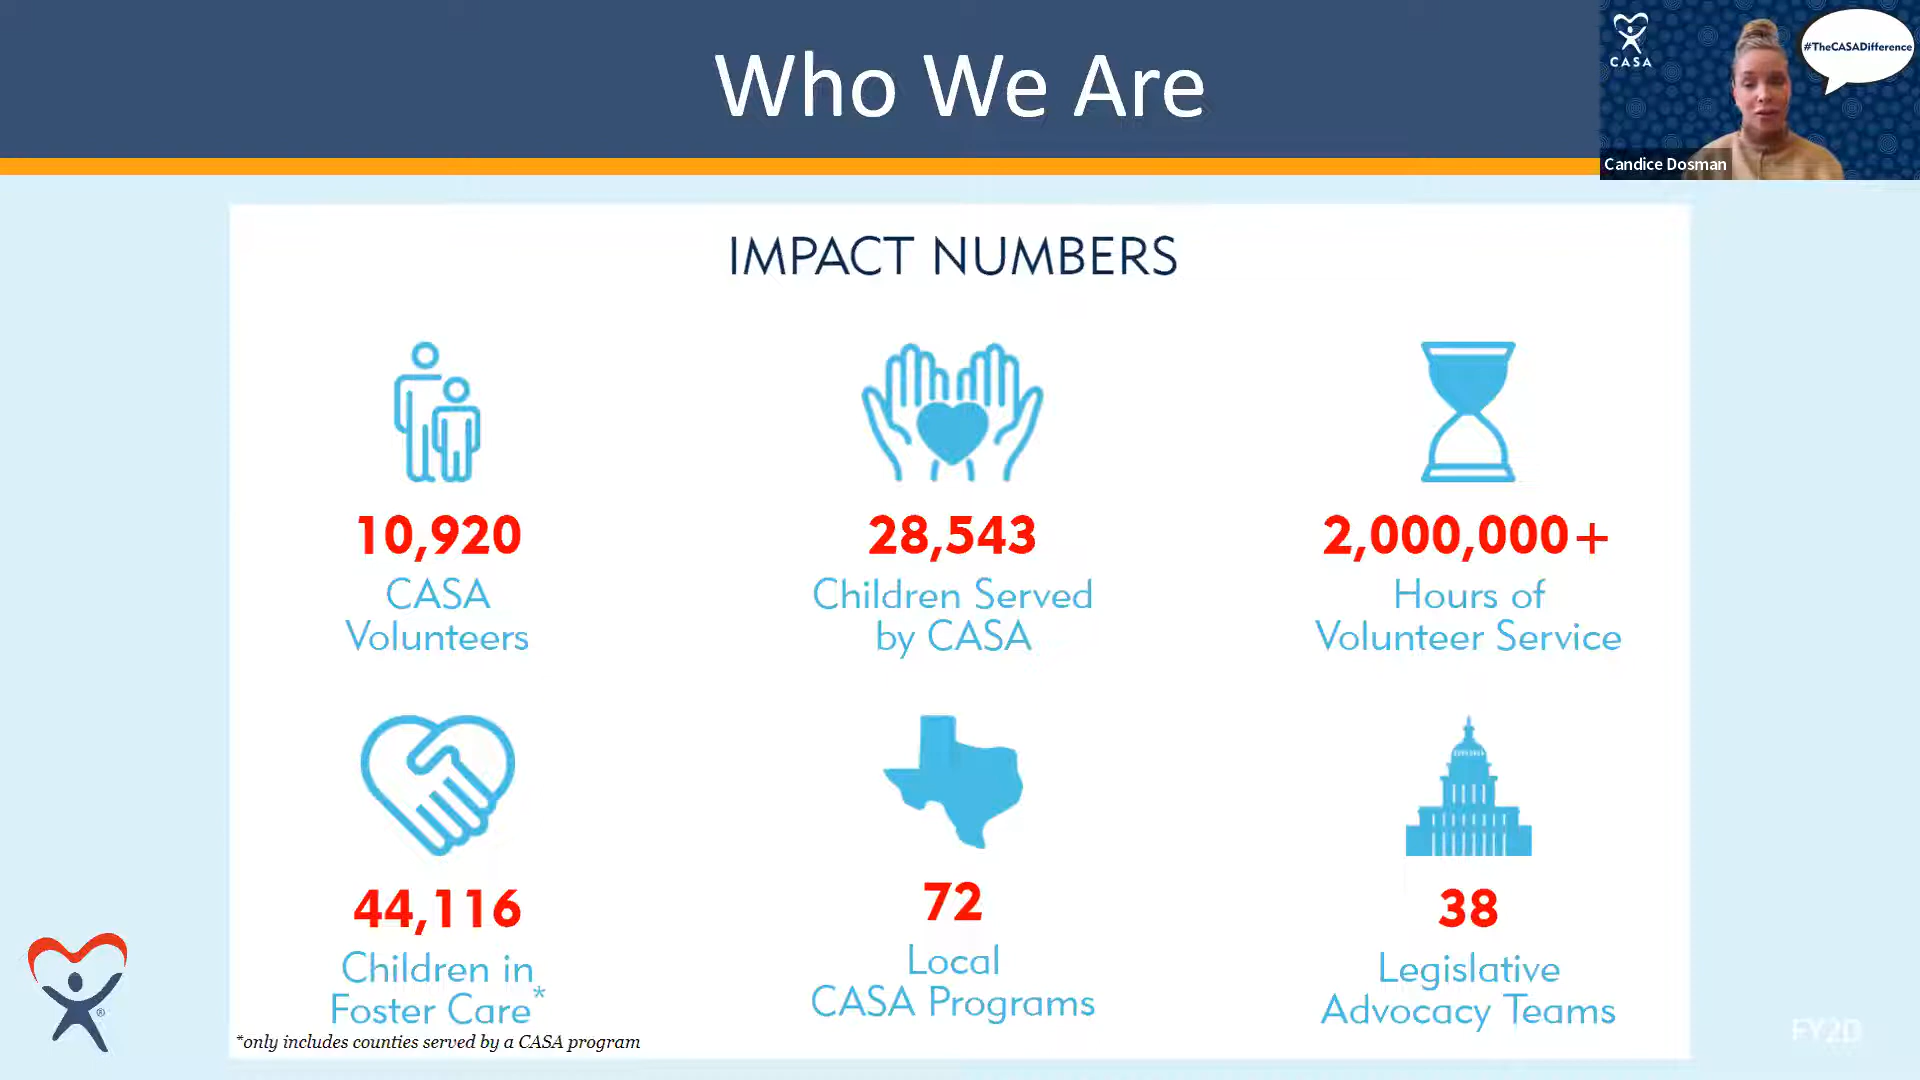 Who We Are
CASA
#TheCASADifference
Candice Dosman
IMPACT NUMBERS
10,920
CASA
Volunteers
28,543
Children Served
by CASA
2,000,000+
Hours of
Volunteer Service
44,116
Children in
Foster Care*
*only includes counties served by a CASA program
72
Local
CASA Programs
38
Legislative
Advocacy Teams
®